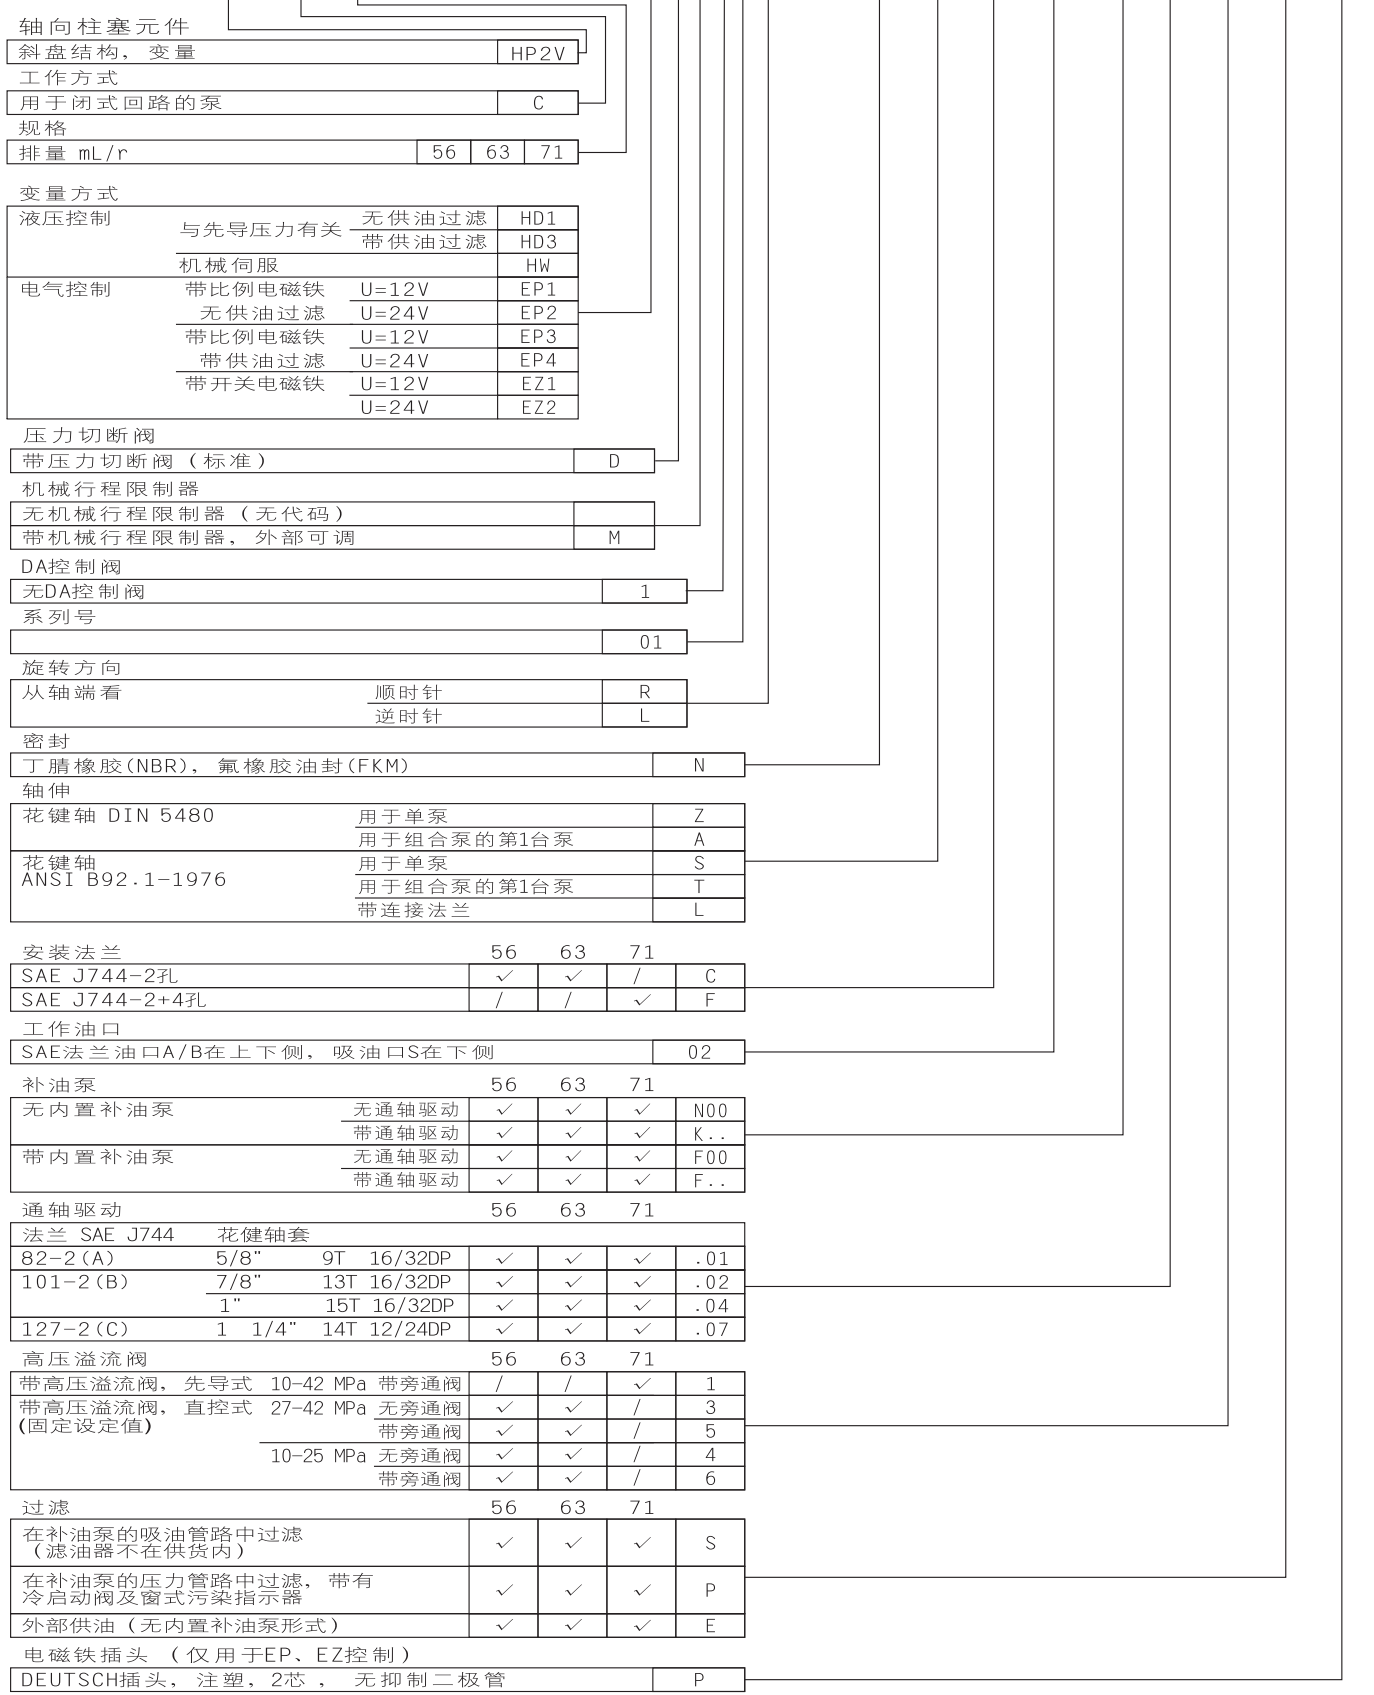 轴向柱塞元件
斜盘结构, 变量 HP2V
工作方式
用于闭式回路的泵 C
规格
排量 mL/r 56 63 71
变量方式
液压控制 与先导压力有关 无供油过滤 HD1
带供油过滤 HD3
机械伺服 HW
电气控制 带比例电磁铁 U=12V EP1
无供油过滤 U=24V EP2
带比例电磁铁 U=12V EP3
带供油过滤 U=24V EP4
带开关电磁铁 U=12V EZ1
U=24V EZ2
压力切断阀
带压力切断阀（标准） D
机械行程限制器
无机械行程限制器（无代码）
带机械行程限制器, 外部可调 M
DA控制阀
无DA控制阀 1
系列号
01
旋转方向
从轴端看 顺时针 R
逆时针 L
密封
丁腈橡胶(NBR), 氟橡胶油封(FKM) N
轴伸
花键轴 DIN 5480 用于单泵 Z
用于组合泵的第1台泵 A
花键轴 用于单泵 S
ANSI B92.1-1976
用于组合泵的第1台泵 T
带连接法兰 L
安装法兰 56 63 71
SAE J744-2孔 ✓ ✓ / C
SAE J744-2+4孔 / / ✓ F
工作油口
SAE法兰油口A/B在上下侧, 吸油口S在下侧 02
补油泵 56 63 71
无内置补油泵 无通轴驱动 ✓ ✓ ✓ N00
带通轴驱动 ✓ ✓ ✓ K..
带内置补油泵 无通轴驱动 ✓ ✓ ✓ F00
带通轴驱动 ✓ ✓ ✓ F..
通轴驱动 56 63 71
法兰 SAE J744 花健轴套
82-2(A) 5/8" 9T 16/32DP ✓ ✓ ✓ .01
101-2(B) 7/8" 13T 16/32DP ✓ ✓ ✓ .02
1" 15T 16/32DP ✓ ✓ ✓ .04
127-2(C) 1 1/4" 14T 12/24DP ✓ ✓ ✓ .07
高压溢流阀 56 63 71
带高压溢流阀, 先导式 10-42 MPa 带旁通阀 / / ✓ 1
带高压溢流阀, 直控式 27-42 MPa 无旁通阀 ✓ ✓ / 3
(固定设定值) 带旁通阀 ✓ ✓ / 5
10-25 MPa 无旁通阀 ✓ ✓ / 4
带旁通阀 ✓ ✓ / 6
过滤 56 63 71
在补油泵的吸油管路中过滤 ✓ ✓ ✓ S
（滤油器不在供货内）
在补油泵的压力管路中过滤, 带有 ✓ ✓ ✓ P
冷启动阀及窗式污染指示器
外部供油（无内置补油泵形式） ✓ ✓ ✓ E
电磁铁插头 （仅用于EP、EZ控制）
DEUTSCH插头, 注塑, 2芯 , 无抑制二极管 P